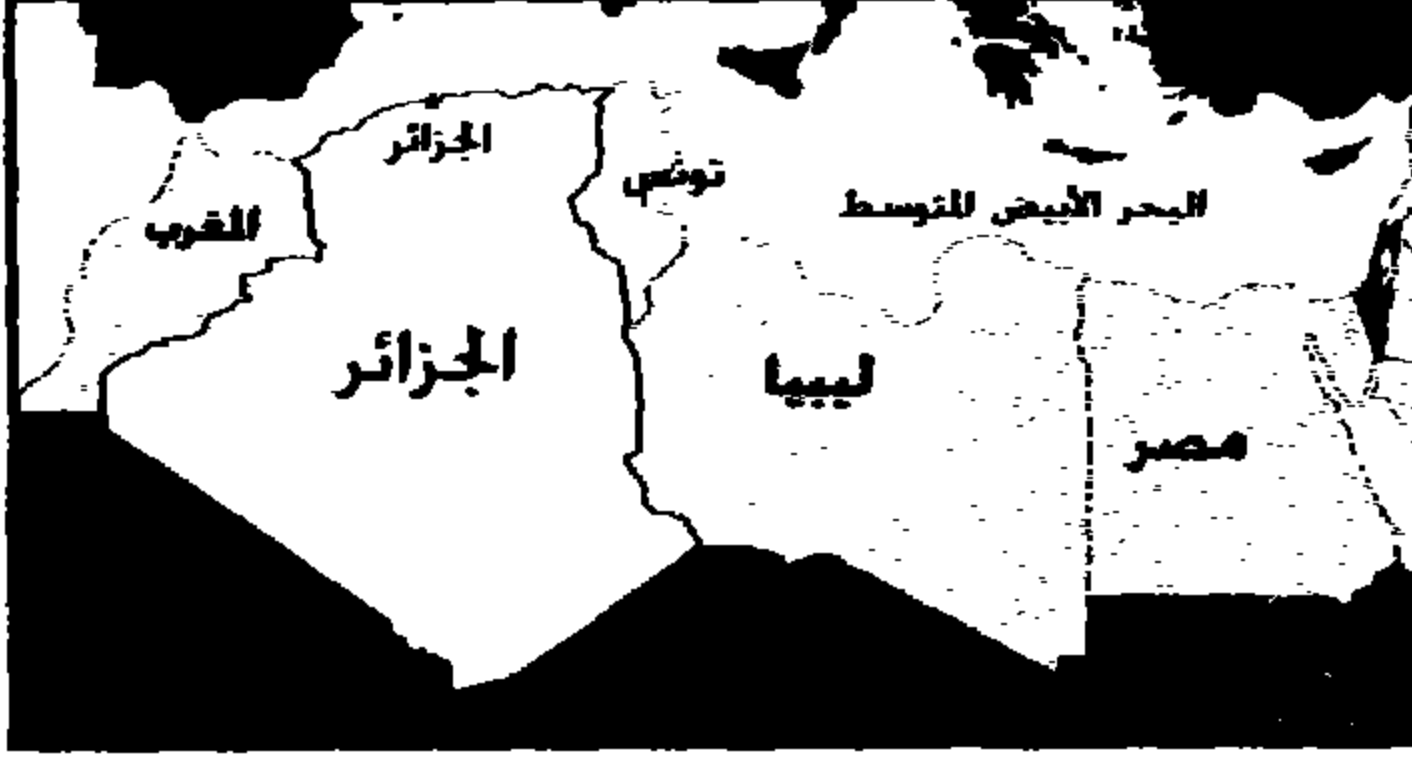 الجزائر
تونس
البحر الأبيض المتوسط
المغرب
الجزائر
ليبيا
مصر